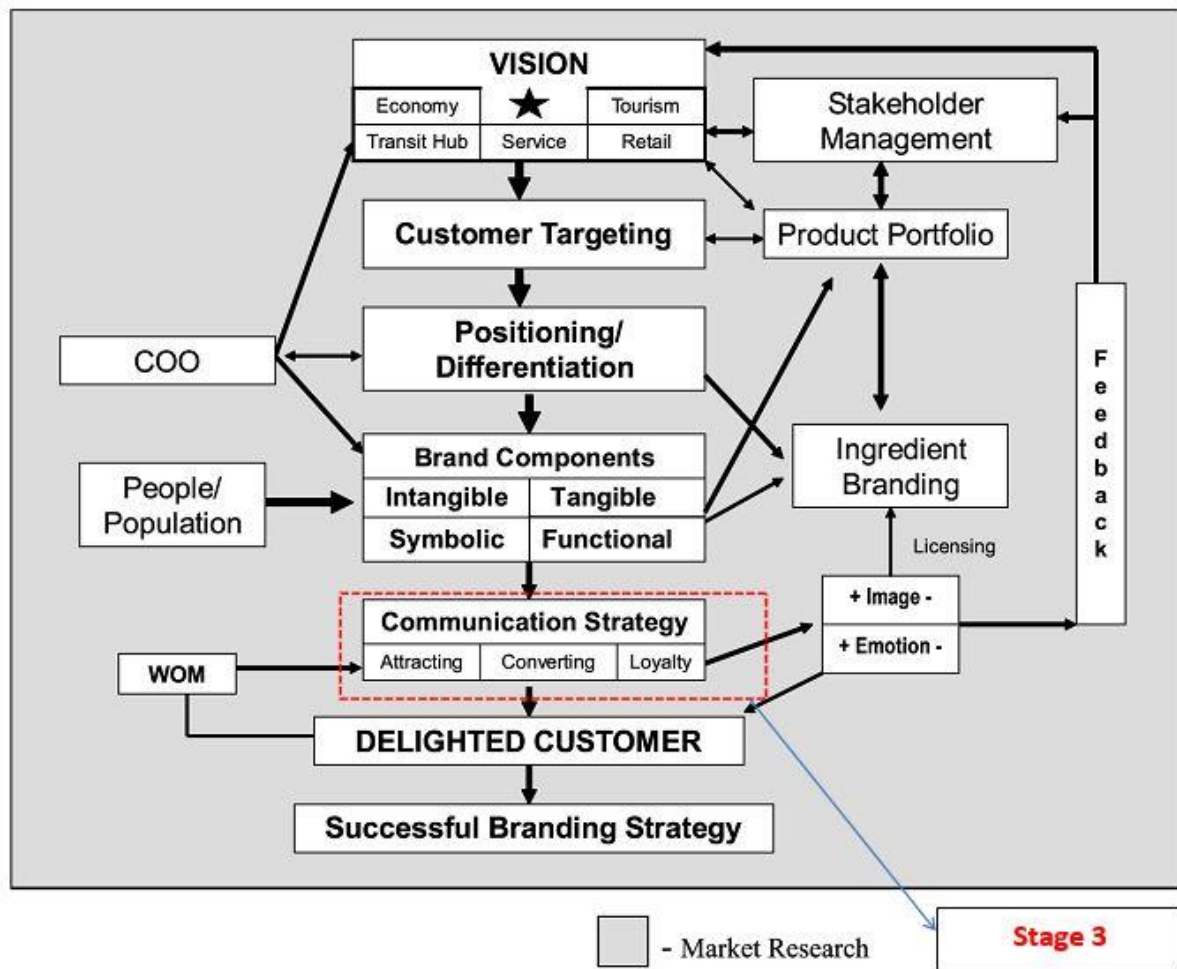 VISION
Economy
Tourism
Transit Hub
Service
Retail
Stakeholder
Management
Customer Targeting
Product Portfolio
Positioning/
Differentiation
COO
Brand Components
Intangible
Tangible
Symbolic
Functional
People/
Population
Ingredient
Branding
Licensing
Feedback
Communication Strategy
Attracting
Converting
Loyalty
+ Image -
+ Emotion -
WOM
DELIGHTED CUSTOMER
Successful Branding Strategy
- Market Research
Stage 3